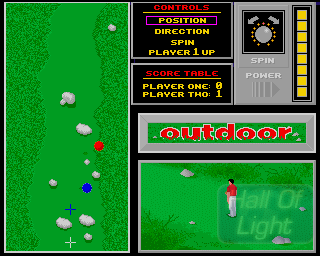 CONTROLS
POSITION
DIRECTION
SPIN
PLAYER 1 UP
SCORE TABLE
PLAYER ONE: 0
PLAYER TWO: 1
SPIN
POWER
outdoor
Hall Of
Light